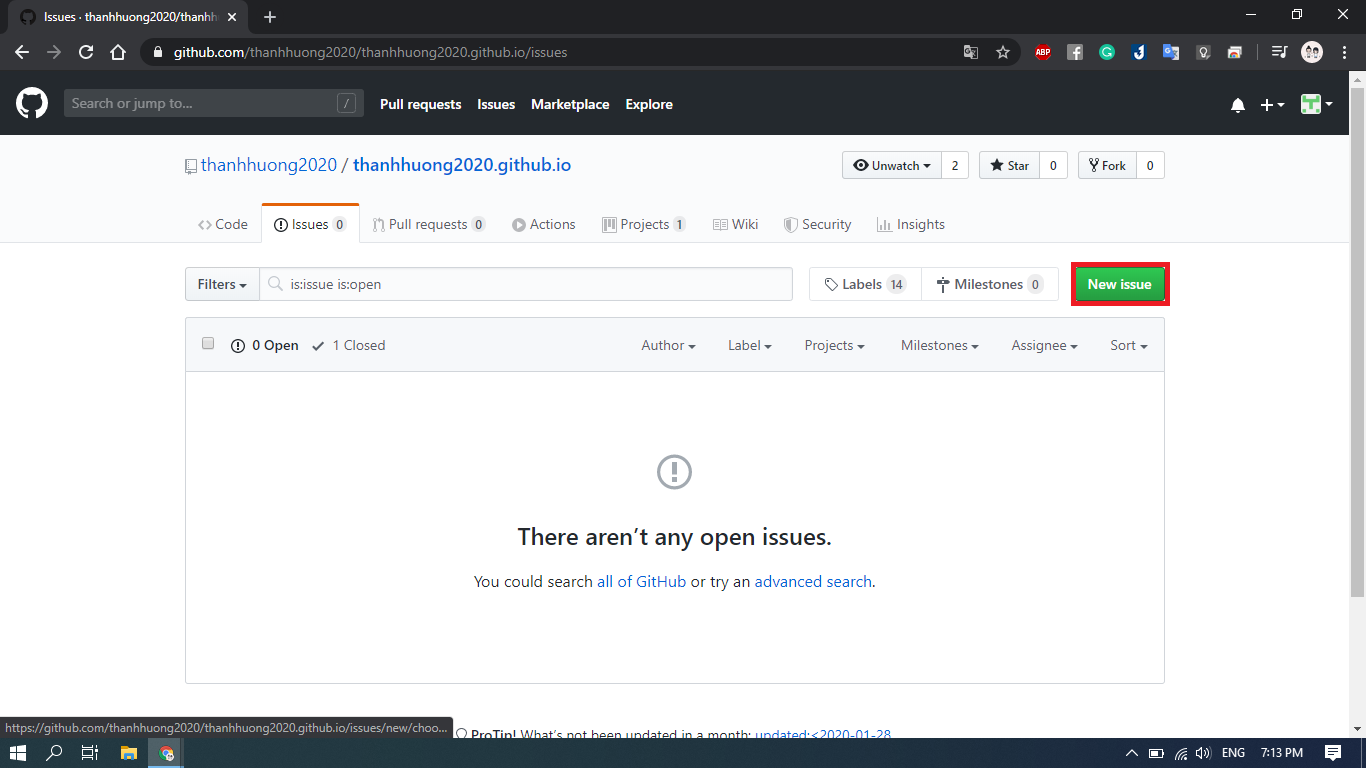 Issues · thanhhuong2020/thanhh
github.com/thanhhuong2020/thanhhuong2020.github.io/issues
ABP
Search or jump to... /
Pull requests Issues Marketplace Explore
thanhhuong2020 / thanhhuong2020.github.io
Unwatch 2 Star 0 Fork 0
Code Issues 0 Pull requests 0 Actions Projects 1 Wiki Security Insights
Filters is:issue is:open Labels 14 Milestones 0 New issue
0 Open 1 Closed Author Label Projects Milestones Assignee Sort
There aren’t any open issues.
You could search all of GitHub or try an advanced search.
https://github.com/thanhhuong2020/thanhhuong2020.github.io/issues/new/choo...
ProTip! What’s not been updated in a month: updated:<2020-01-28.
ENG 7:13 PM